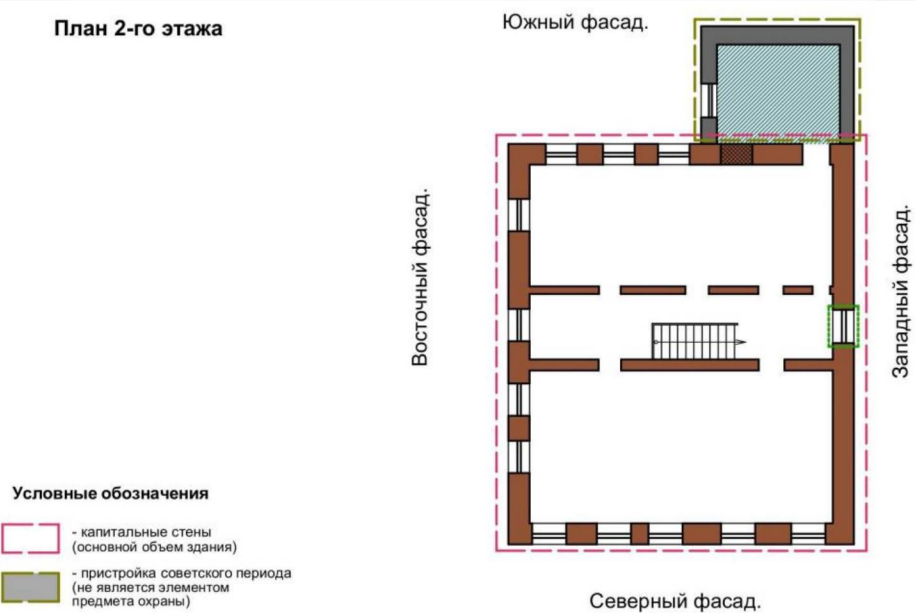 План 2-го этажа
Южный фасад.
Восточный фасад.
Западный фасад.
Условные обозначения
- капитальные стены
(основной объем здания)
- пристройка советского периода
(не является элементом
предмета охраны)
Северный фасад.